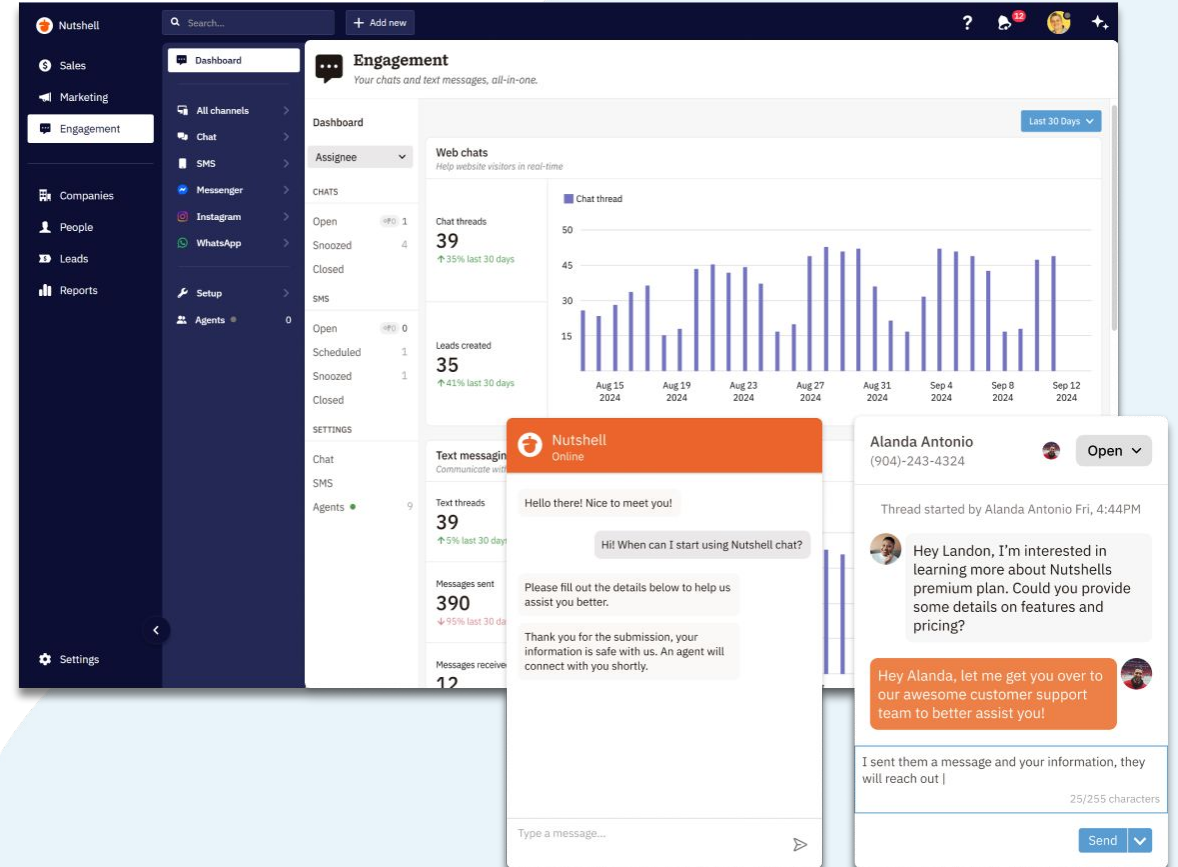 Nutshell
Search...
+ Add new
?
12
Sales
Marketing
Engagement
Companies
People
Leads
Reports
Settings
Dashboard
All channels
Chat
SMS
Messenger
Instagram
WhatsApp
Setup
Agents
0
Engagement
Your chats and text messages, all-in-one.
Dashboard
Assignee
CHATS
Open 1
Snoozed 4
Closed
SMS
Open 0
Scheduled 1
Snoozed 1
Closed
SETTINGS
Chat
SMS
Agents 9
Last 30 Days
Web chats
Help website visitors in real-time
Chat threads
39
↑35% last 30 days
Leads created
35
↑41% last 30 days
Chat thread
50
45
30
15
Aug 15 2024
Aug 19 2024
Aug 23 2024
Aug 27 2024
Aug 31 2024
Sep 4 2024
Sep 8 2024
Sep 12 2024
Text messagin
Communicate with
Text threads
39
↑5% last 30 day
Messages sent
390
↓95% last 30 da
Messages receive
12
Nutshell
Online
Hello there! Nice to meet you!
Hi! When can I start using Nutshell chat?
Please fill out the details below to help us
assist you better.
Thank you for the submission, your
information is safe with us. An agent will
connect with you shortly.
Type a message...
Alanda Antonio
(904)-243-4324
Open
Thread started by Alanda Antonio Fri, 4:44PM
Hey Landon, I’m interested in
learning more about Nutshells
premium plan. Could you provide
some details on features and
pricing?
Hey Alanda, let me get you over to
our awesome customer support
team to better assist you!
I sent them a message and your information, they
will reach out |
25/255 characters
Send